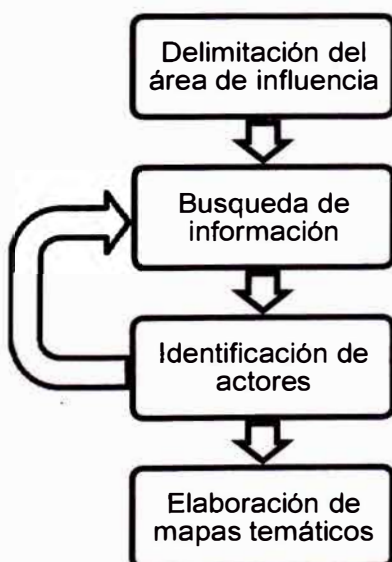 Delimitación del
área de influencia
Busqueda de
información
Identificación de
actores
Elaboración de
mapas temáticos